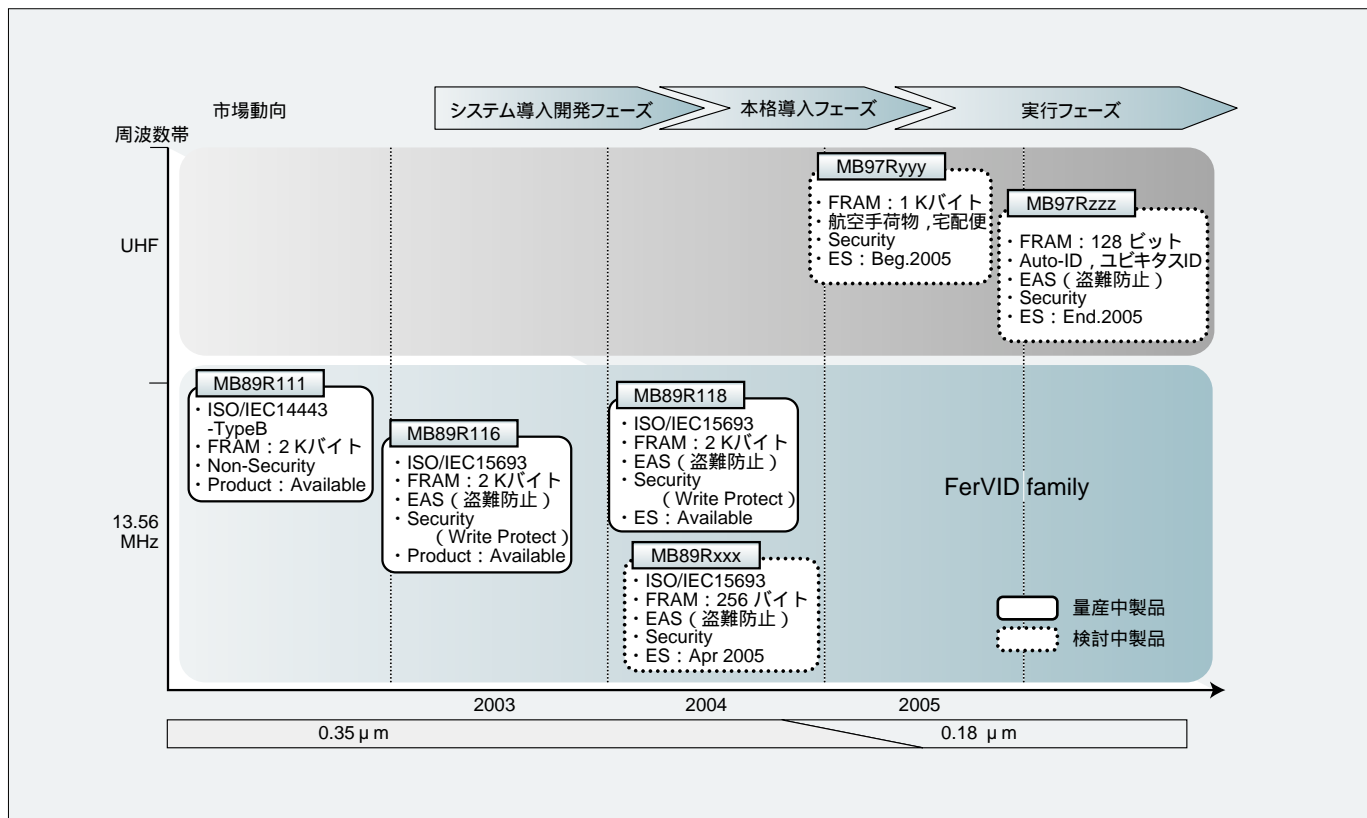 市場動向
システム導入開発フェーズ
本格導入フェーズ
実行フェーズ
周波数帯
UHF
MB97Ryyy
・FRAM：1 Kバイト
・航空手荷物 , 宅配便
・Security
・ES：Beg.2005
MB97Rzzz
・FRAM：128 ビット
・Auto-ID , ユビキタスID
・EAS（盗難防止）
・Security
・ES：End.2005
13.56
MHz
MB89R111
・ISO/IEC14443
-TypeB
・FRAM：2 Kバイト
・Non-Security
・Product：Available
MB89R116
・ISO/IEC15693
・FRAM：2 Kバイト
・EAS（盗難防止）
・Security
（Write Protect）
・Product：Available
MB89R118
・ISO/IEC15693
・FRAM：2 Kバイト
・EAS（盗難防止）
・Security
（Write Protect）
・ES：Available
MB89Rxxx
・ISO/IEC15693
・FRAM：256 バイト
・EAS（盗難防止）
・Security
・ES：Apr 2005
FerVID family
量産中製品
検討中製品
2003
2004
2005
0.35 μm
0.18 μm